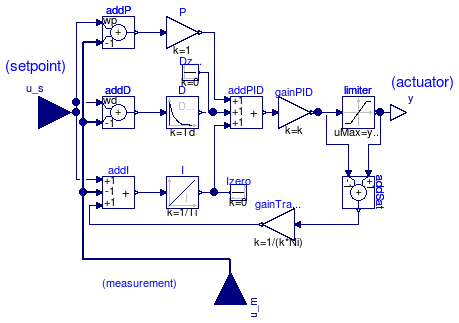 addP
P
wp
-1
k=1
(setpoint)
Dz...
(actuator)
u_s
addD
D
k=0
addPID
gainPID
limiter
y
wd
-1
D...
+1
+1
+
+1
k=Td
k=k
uMax=y...
addI
I
Izero
+1
-1
+
+1
k=0
k=1/Ti
gainTra...
-1
+1
+
addSat
k=1/(k*Ni)
(measurement)
u_m